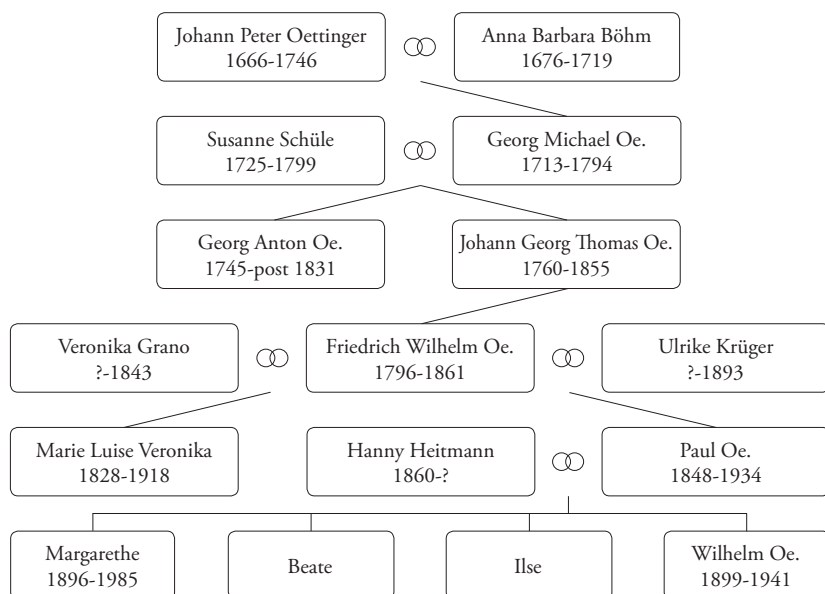 Johann Peter Oettinger
1666-1746
Anna Barbara Böhm
1676-1719
Susanne Schüle
1725-1799
Georg Michael Oe.
1713-1794
Georg Anton Oe.
1745-post 1831
Johann Georg Thomas Oe.
1760-1855
Veronika Grano
?-1843
Friedrich Wilhelm Oe.
1796-1861
Ulrike Krüger
?-1893
Marie Luise Veronika
1828-1918
Hanny Heitmann
1860-?
Paul Oe.
1848-1934
Margarethe
1896-1985
Beate
Ilse
Wilhelm Oe.
1899-1941